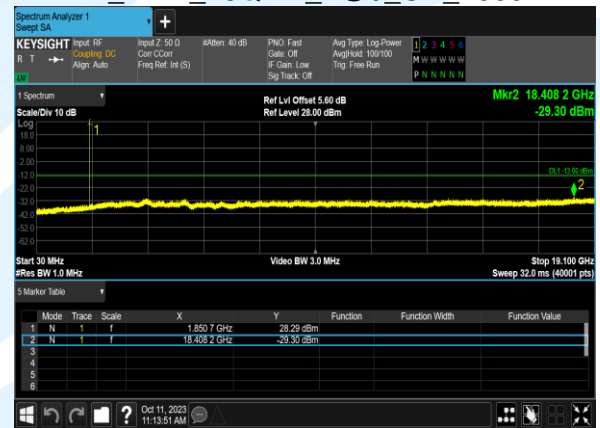 Spectrum Analyzer 1
Swept SA
+
KEYSIGHT
R T
LXI
Input: RF
Coupling: DC
Align: Auto
Input Z: 50 Ω
Corr CCorr
Freq Ref: Int (S)
#Atten: 40 dB
PNO: Fast
Gate: Off
IF Gain: Low
Sig Track: Off
Avg Type: Log-Power
Avg|Hold: 100/100
Trig: Free Run
1 2 3 4 5 6
M W W W W W
P N N N N N
1 Spectrum
Scale/Div 10 dB
Ref Lvl Offset 5.60 dB
Ref Level 28.00 dBm
Mkr2 18.408 2 GHz
-29.30 dBm
Log
18.0
8.00
-2.00
-12.0
-22.0
-32.0
-42.0
-52.0
-62.0
1
DL1 -13.00 dBm
2
Start 30 MHz
#Res BW 1.0 MHz
Video BW 3.0 MHz
Stop 19.100 GHz
Sweep 32.0 ms (40001 pts)
5 Marker Table
Mode Trace Scale X Y Function Function Width Function Value
1 N 1 f 1.850 7 GHz 28.29 dBm
2 N 1 f 18.408 2 GHz -29.30 dBm
3
4
5
6
?
Oct 11, 2023
11:13:51 AM